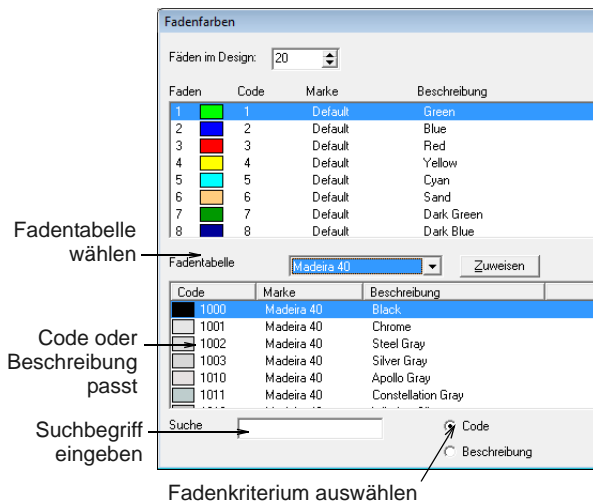 Fadenfarben
Fäden im Design: 20
Faden Code Marke Beschreibung
1 1 Default Green
2 2 Default Blue
3 3 Default Red
4 4 Default Yellow
5 5 Default Cyan
6 6 Default Sand
7 7 Default Dark Green
8 8 Default Dark Blue
Fadentabelle
wählen
Fadentabelle Madeira 40 Zuweisen
Code Marke Beschreibung
1000 Madeira 40 Black
1001 Madeira 40 Chrome
1002 Madeira 40 Steel Gray
1003 Madeira 40 Silver Gray
1010 Madeira 40 Apollo Gray
1011 Madeira 40 Constellation Gray
Code oder
Beschreibung
passt
Suche
Code
Beschreibung
Suchbegriff
eingeben
Fadenkriterium auswählen